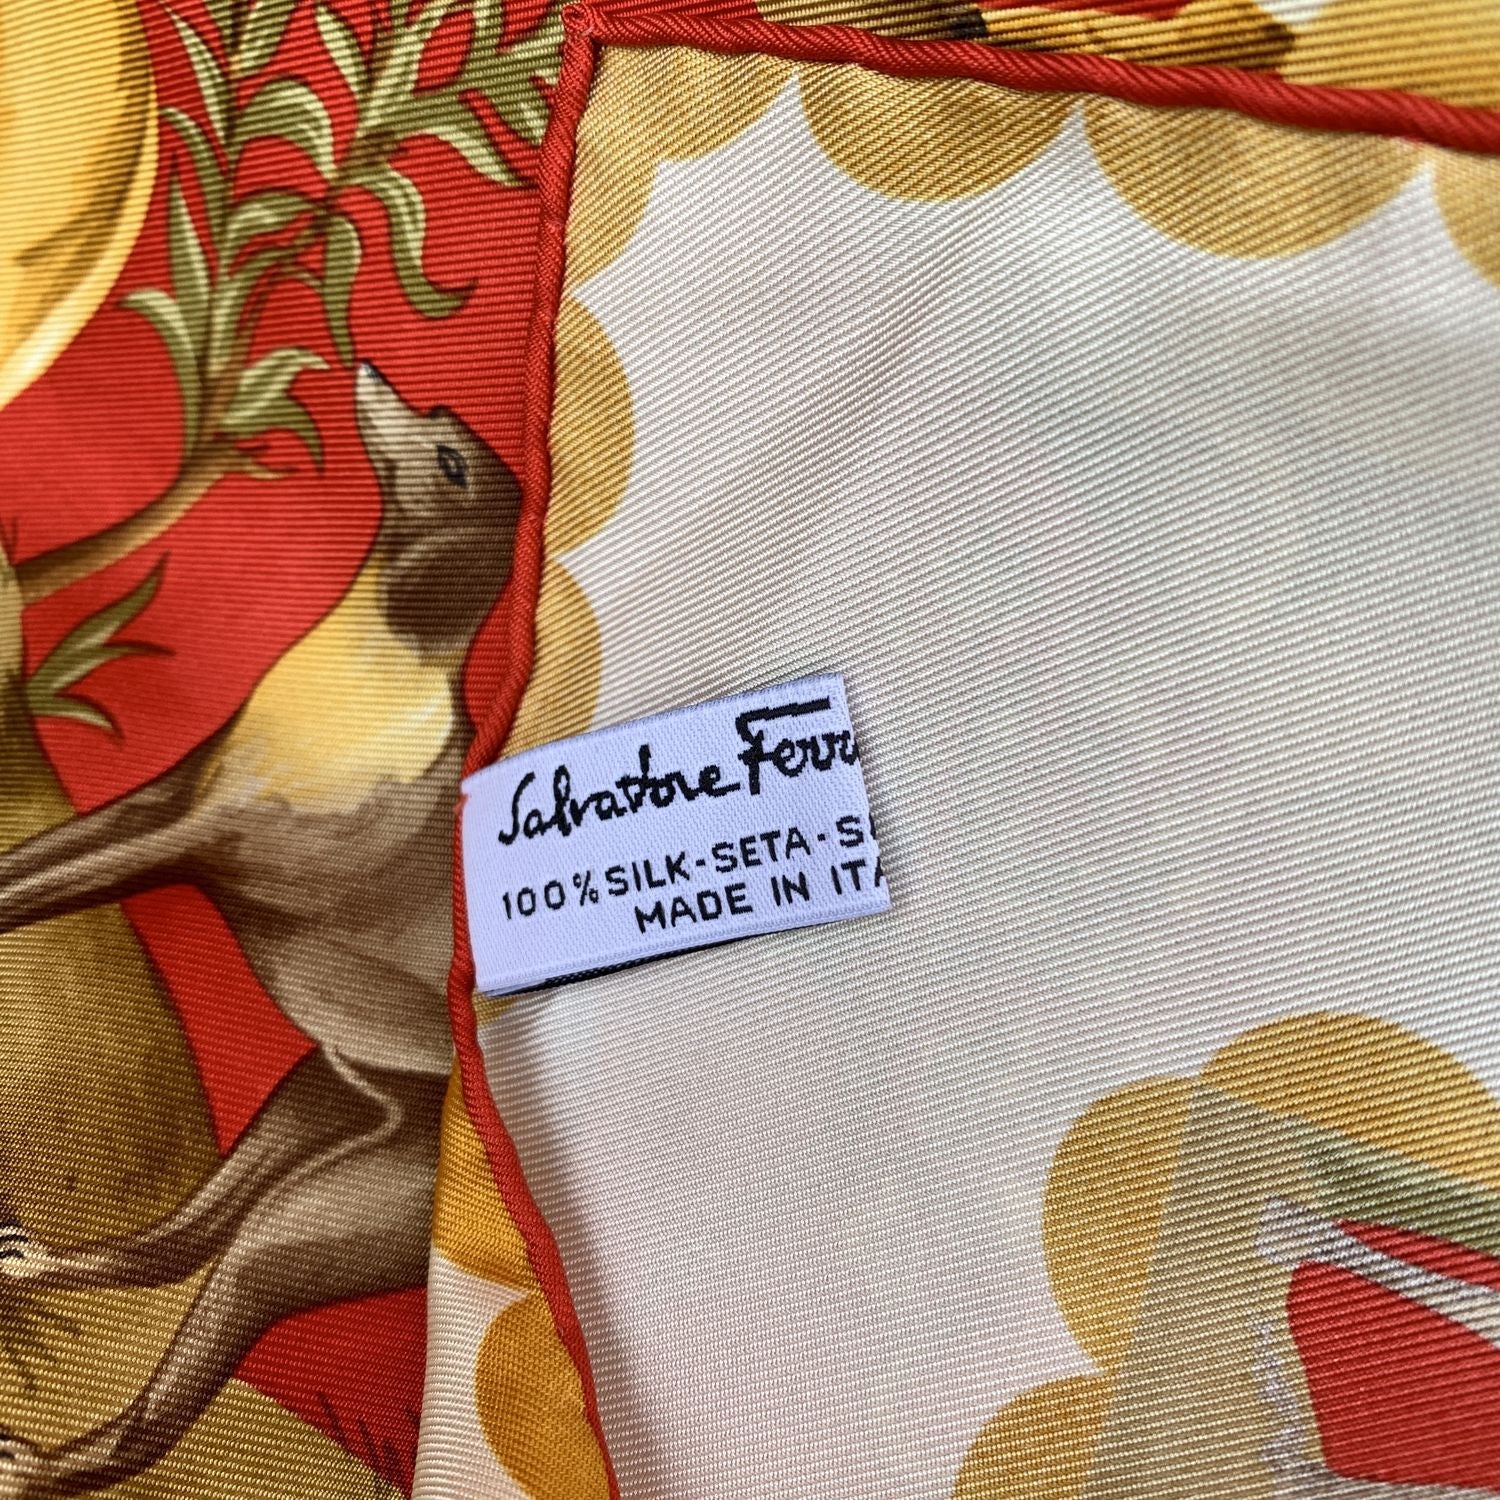 Salvatore Ferr
100% SILK-SETA-S
MADE IN ITA